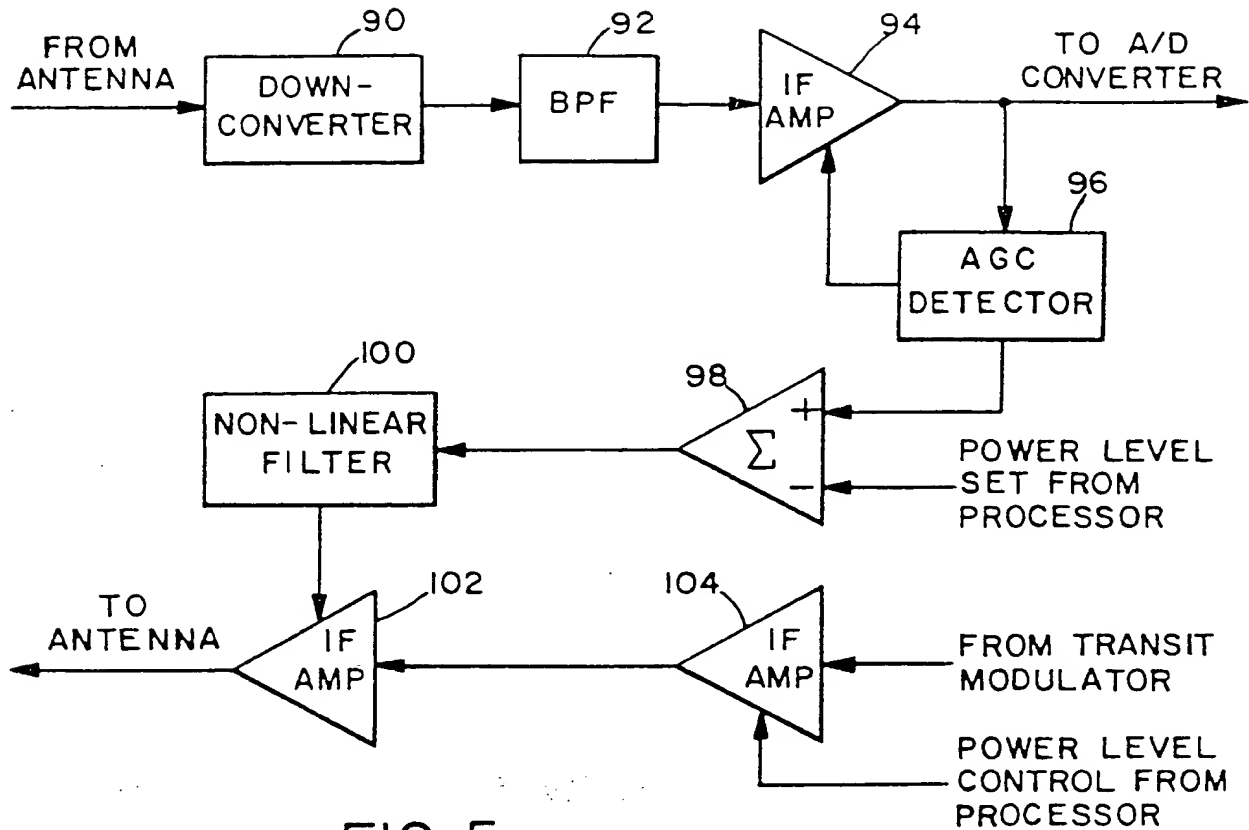 FROM
ANTENNA
90
DOWN-
CONVERTER
92
BPF
94
IF
AMP
TO A/D
CONVERTER
96
AGC
DETECTOR
100
NON-LINEAR
FILTER
98
Σ
+
−
POWER LEVEL
SET FROM
PROCESSOR
TO
ANTENNA
102
IF
AMP
104
IF
AMP
FROM TRANSIT
MODULATOR
POWER LEVEL
CONTROL FROM
PROCESSOR